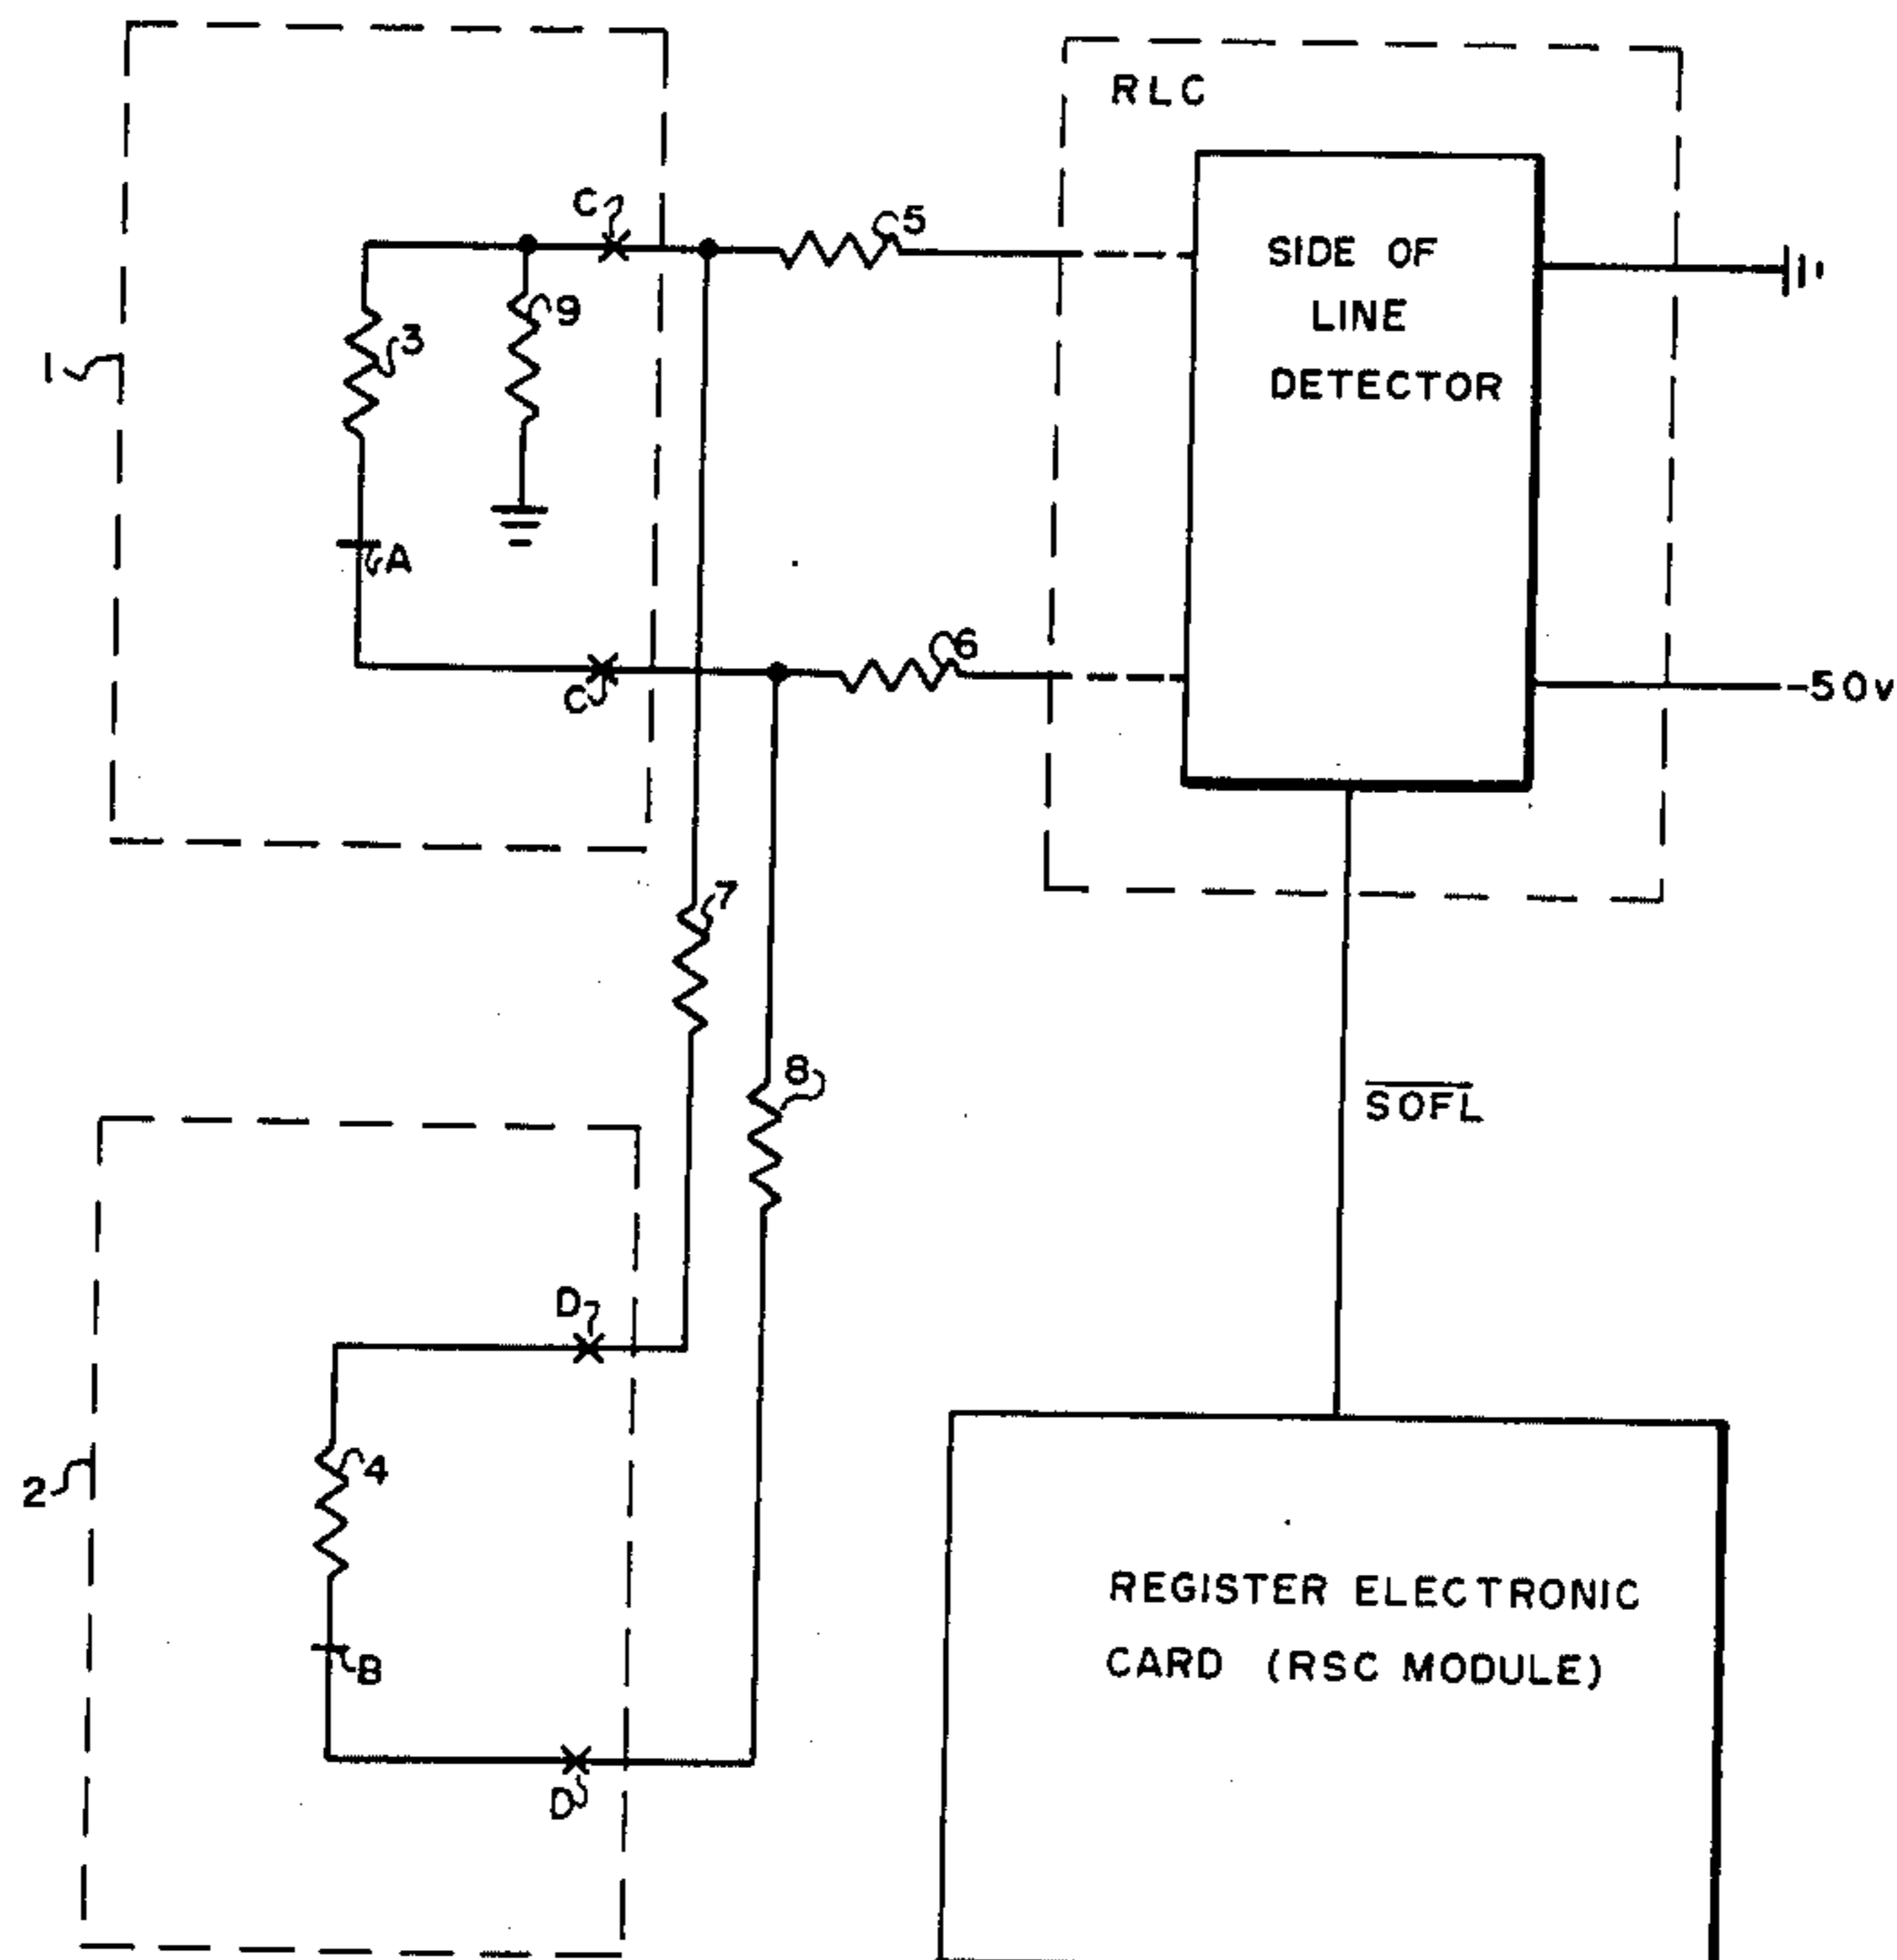 RLC
C
5
SIDE OF
LINE
DETECTOR
9
3
1
A
6
C
-50v
7
8
SOFL
D
4
2
B
REGISTER ELECTRONIC
CARD (RSC MODULE)
D